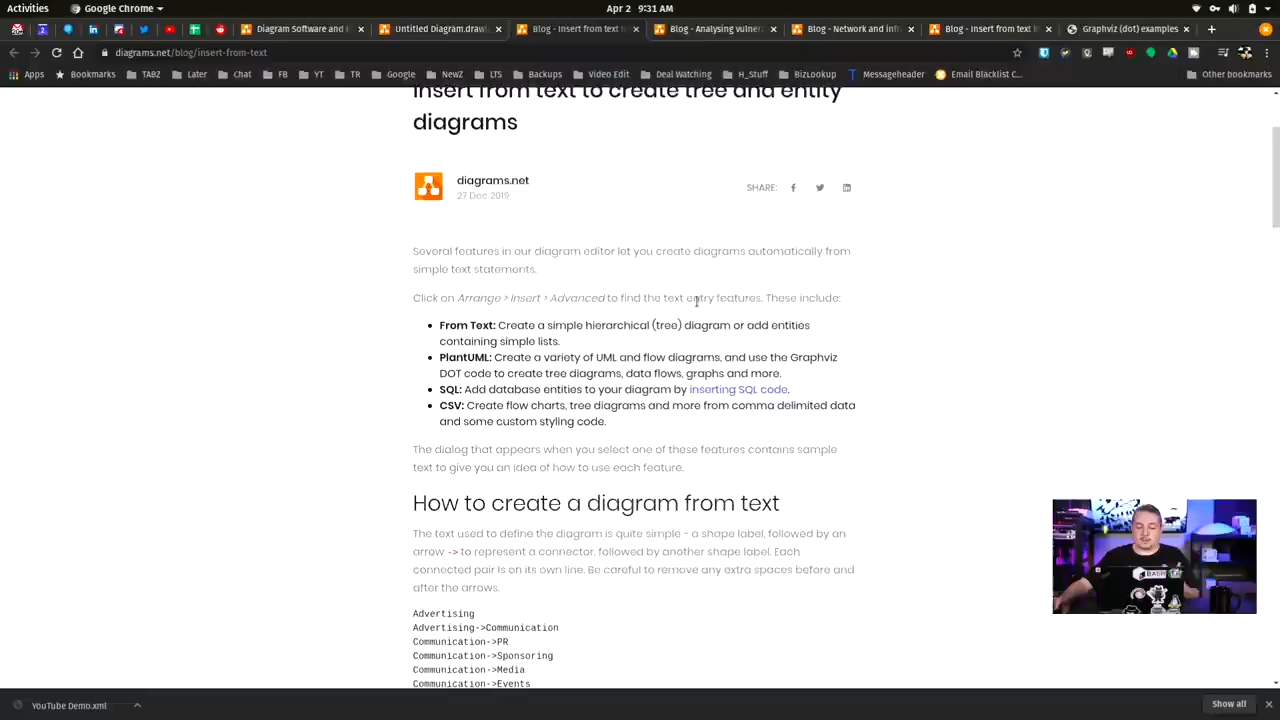 Activities
Google Chrome
Apr 2 9:31 AM
Diagram Software and
Untitled Diagram.draw
Blog - Insert from text t
Blog - Analysing vulner
Blog - Network and infr
Blog - Insert from text
Graphviz (dot) examples
diagrams.net/blog/insert-from-text
Apps
Bookmarks
TAB2
Later
Chat
FB
YT
TR
Google
NewZ
LTS
Backups
Video Edit
Deal Watching
H_Stuff
BizLookup
Messageheader
Email Blacklist C...
Other bookmarks
Insert from text to create tree and entity
diagrams
diagrams.net
27 Dec 2019
SHARE:
Several features in our diagram editor let you create diagrams automatically from
simple text statements.
Click on Arrange > Insert > Advanced to find the text entry features. These include:
From Text: Create a simple hierarchical (tree) diagram or add entities
containing simple lists.
PlantUML: Create a variety of UML and flow diagrams, and use the Graphviz
DOT code to create tree diagrams, data flows, graphs and more.
SQL: Add database entities to your diagram by inserting SQL code.
CSV: Create flow charts, tree diagrams and more from comma delimited data
and some custom styling code.
The dialog that appears when you select one of these features contains sample
text to give you an idea of how to use each feature.
How to create a diagram from text
The text used to define the diagram is quite simple - a shape label, followed by an
arrow -> to represent a connector, followed by another shape label. Each
connected pair is on its own line. Be careful to remove any extra spaces before and
after the arrows.
Advertising
Advertising->Communication
Communication->PR
Communication->Sponsoring
Communication->Media
Communication->Events
YouTube Demo.xml
Show all